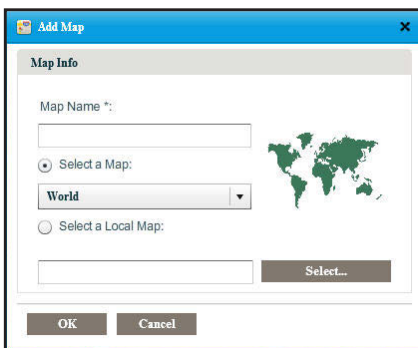 Add Map
Map Info
Map Name *:
Select a Map:
World
Select a Local Map:
Select...
OK Cancel